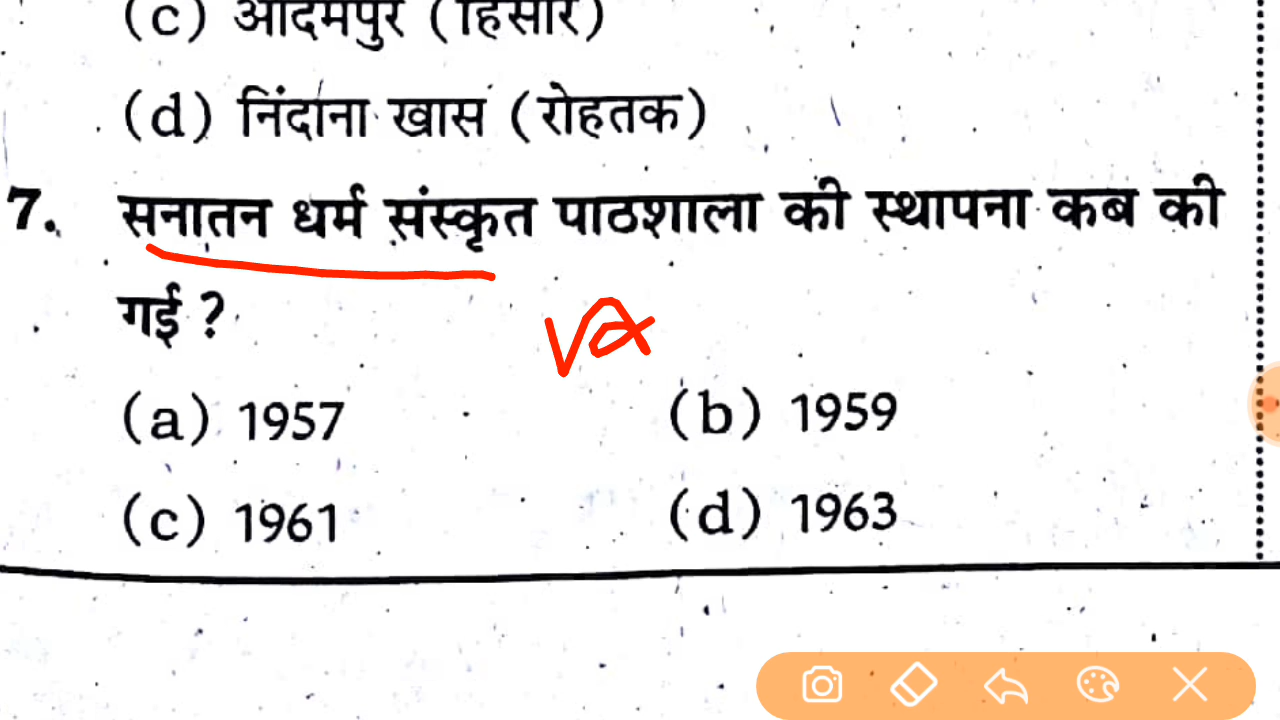 (c) आदमपुर (हिसार)
(d) निंदाना खास (रोहतक)
7. सनातन धर्म संस्कृत पाठशाला की स्थापना कब की
गई ?
(a) 1957 (b) 1959
(c) 1961 (d) 1963